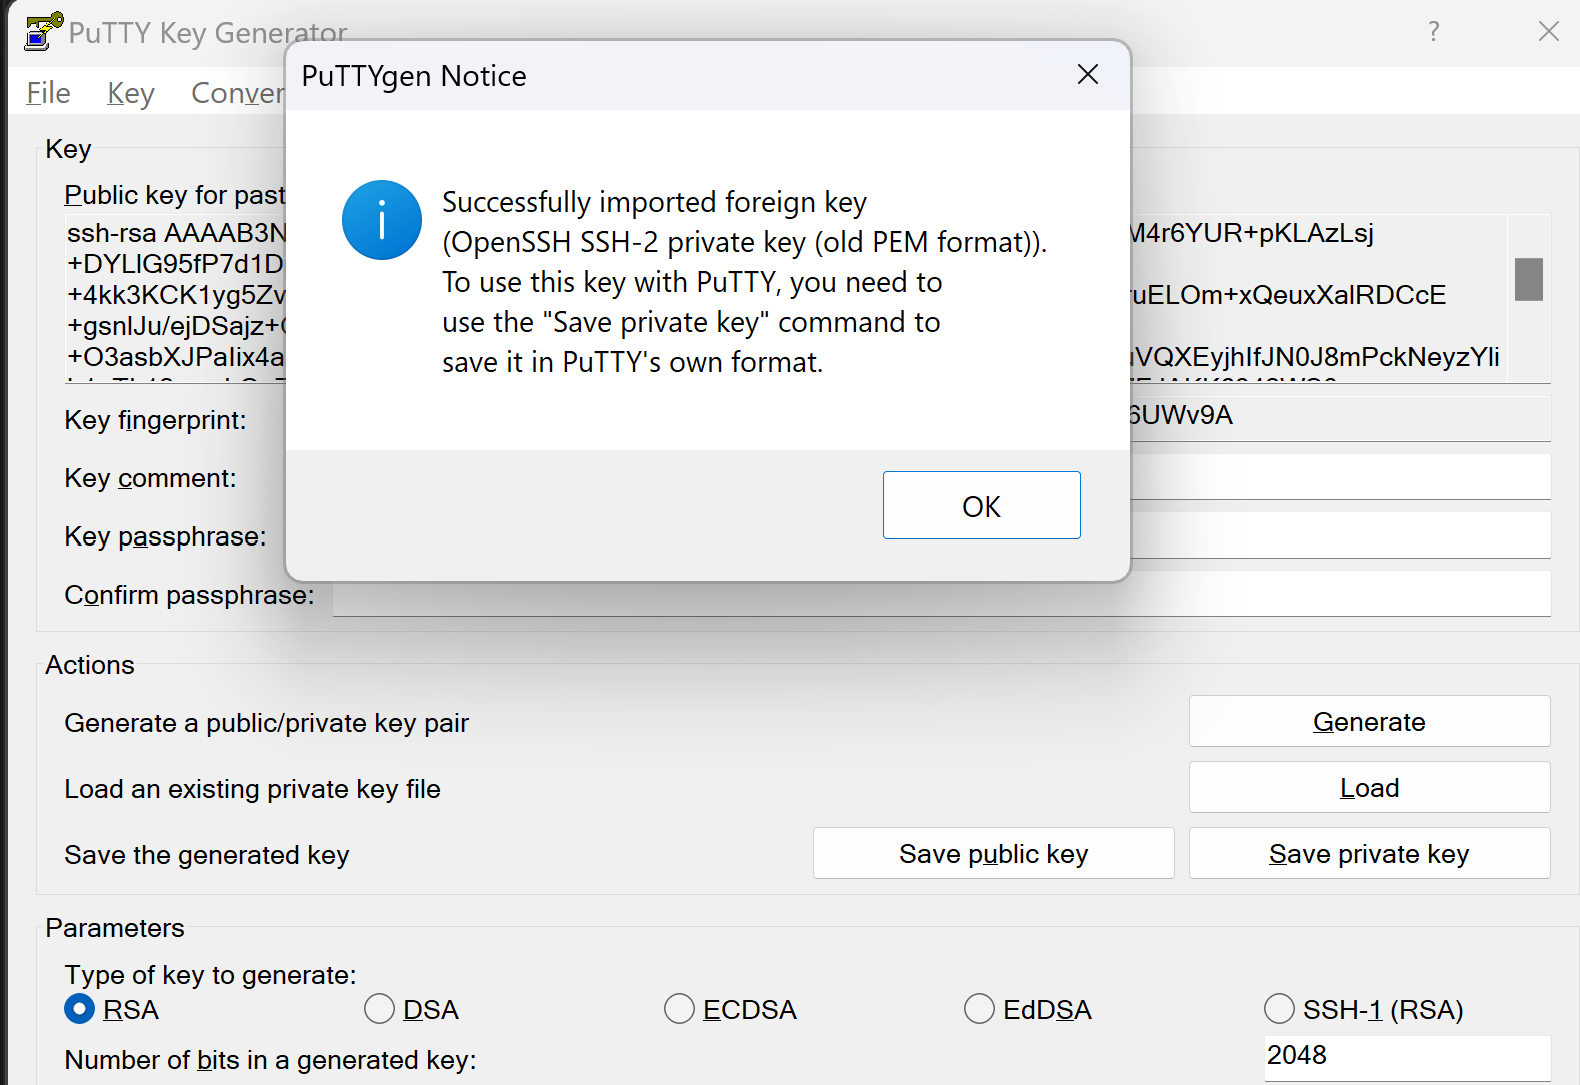 PuTTY Key Generator
?
File Key Conver
PuTTYgen Notice
Successfully imported foreign key
(OpenSSH SSH-2 private key (old PEM format)).
To use this key with PuTTY, you need to
use the "Save private key" command to
save it in PuTTY's own format.
OK
Key
Public key for past
ssh-rsa AAAAB3N M4r6YUR+pKLAzLsj
+DYLIG95fP7d1D
+4kk3KCK1yg5Zv uELOm+xQeuxXalRDCcE
+gsnIJu/ejDSajz+
+O3asbXJPaIix4a VQXEyjhIfJN0J8mPckNeyzYli
Key fingerprint: 6UWv9A
Key comment:
Key passphrase:
Confirm passphrase:
Actions
Generate a public/private key pair Generate
Load an existing private key file Load
Save the generated key Save public key Save private key
Parameters
Type of key to generate:
RSA DSA ECDSA EdDSA SSH-1 (RSA)
Number of bits in a generated key: 2048